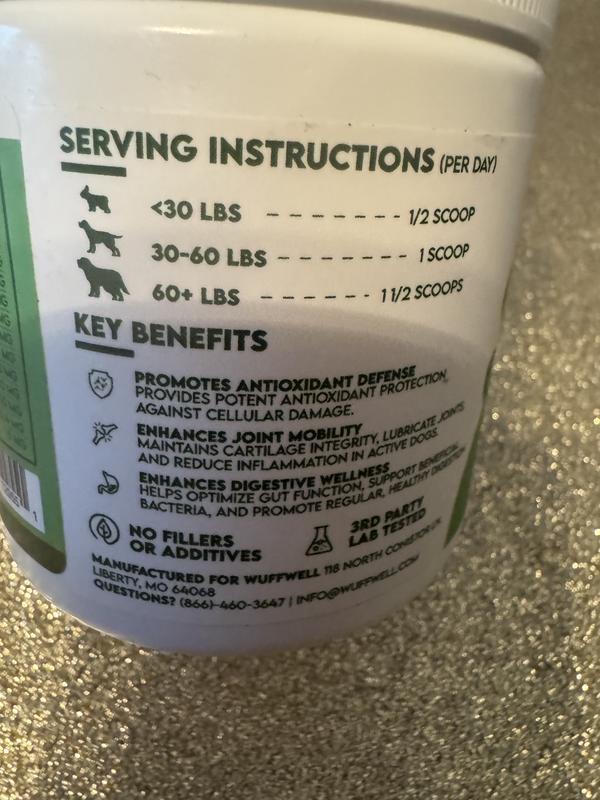 SERVING INSTRUCTIONS (PER DAY)
<30 LBS - - - - - - - 1/2 SCOOP
30-60 LBS - - - - - - - 1 SCOOP
60+ LBS - - - - - - 1 1/2 SCOOPS
KEY BENEFITS
PROMOTES ANTIOXIDANT DEFENSE
PROVIDES POTENT ANTIOXIDANT PROTECTION
AGAINST CELLULAR DAMAGE.
ENHANCES JOINT MOBILITY
MAINTAINS CARTILAGE INTEGRITY, LUBRICATE JOINTS,
AND REDUCE INFLAMMATION IN ACTIVE DOGS.
ENHANCES DIGESTIVE WELLNESS
HELPS OPTIMIZE GUT FUNCTION, SUPPORT BENEFICIAL
BACTERIA, AND PROMOTE REGULAR, HEALTHY DIGESTION
NO FILLERS
OR ADDITIVES
3RD PARTY
LAB TESTED
MANUFACTURED FOR WUFFWELL 118 NORTH CONISTOR LN.
LIBERTY, MO 64068
QUESTIONS? (866)-460-3647 | INFO@WUFFWELL.COM